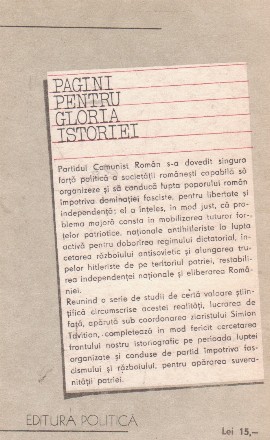 PAGINI
PENTRU
GLORIA
ISTORIEI
Partidul Comunist Român s-a dovedit singura
forță politică a societății românești capabilă să
organizeze și să conducă lupta poporului român
împotriva dominației fasciste, pentru libertate și
independență; el a înțeles, în mod just, că pro-
blema majoră consta în mobilizarea tuturor for-
țelor patriotice, naționale antihitleriste la lupta
activă pentru doborîrea regimului dictatorial, în-
cetarea războiului antisovietic și alungarea tru-
pelor hitleriste de pe teritoriul patriei, restabili-
rea independenței naționale și eliberarea Româ-
niei.
Reunind o serie de studii de certă valoare știin-
țifică circumscrise acestei realități, lucrarea de
față, apărută sub coordonarea ziaristului Simion
completează în mod fericit cercetarea
frontului nostru istoriografic pe perioada luptei
organizate și conduse de partid împotriva fas-
cismului și războiului, pentru apărarea suvera-
nității patriei.
EDITURA POLITICĂ
Lei 15,—